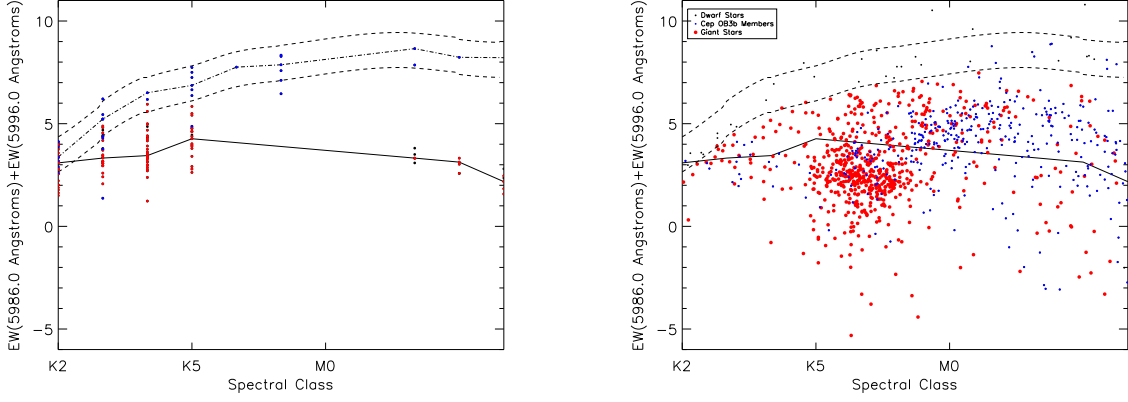 EW(5986.0 Angstroms)+EW(5996.0 Angstroms)
10
5
0
-5
K2
K5
M0
Spectral Class
EW(5986.0 Angstroms)+EW(5996.0 Angstroms)
10
5
0
-5
Dwarf Stars
Cep OB3b Members
Giant Stars
K2
K5
M0
Spectral Class